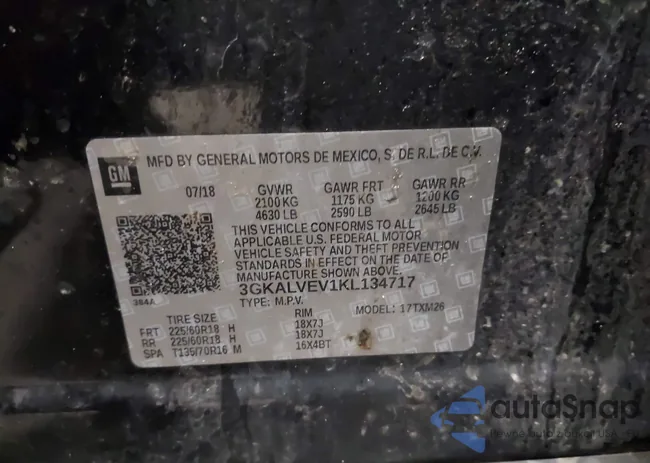 GM
MFD BY GENERAL MOTORS DE MEXICO, S. DE R.L. DE C.V.
07/18 GVWR GAWR FRT GAWR RR
2100 KG 1175 KG 1200 KG
4630 LB 2590 LB 2645 LB
THIS VEHICLE CONFORMS TO ALL
APPLICABLE U.S. FEDERAL MOTOR
VEHICLE SAFETY AND THEFT PREVENTION
STANDARDS IN EFFECT ON THE DATE OF
MANUFACTURE SHOWN ABOVE.
3GKALVEV1KL134717
384A
TYPE: M.P.V. MODEL: 17TXM26
TIRE SIZE RIM
FRT 225/60R18 H 18X7J
RR 225/60R18 H 18X7J
SPA T135/70R16 M 16X4BT
autoSnap